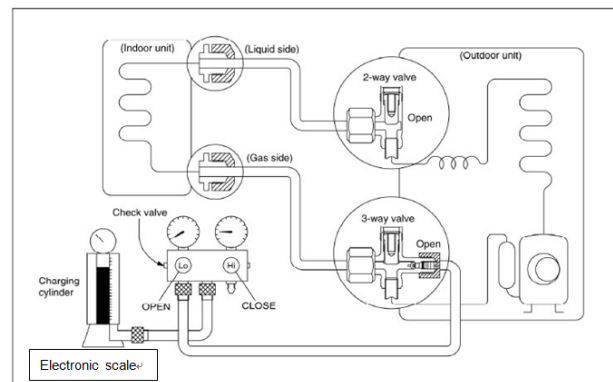 (Indoor unit)
(Liquid side)
(Outdoor unit)
2-way valve
Open
(Gas side)
3-way valve
Open
Check valve
Lo
Hi
Charging
cylinder
OPEN
CLOSE
Electronic scale